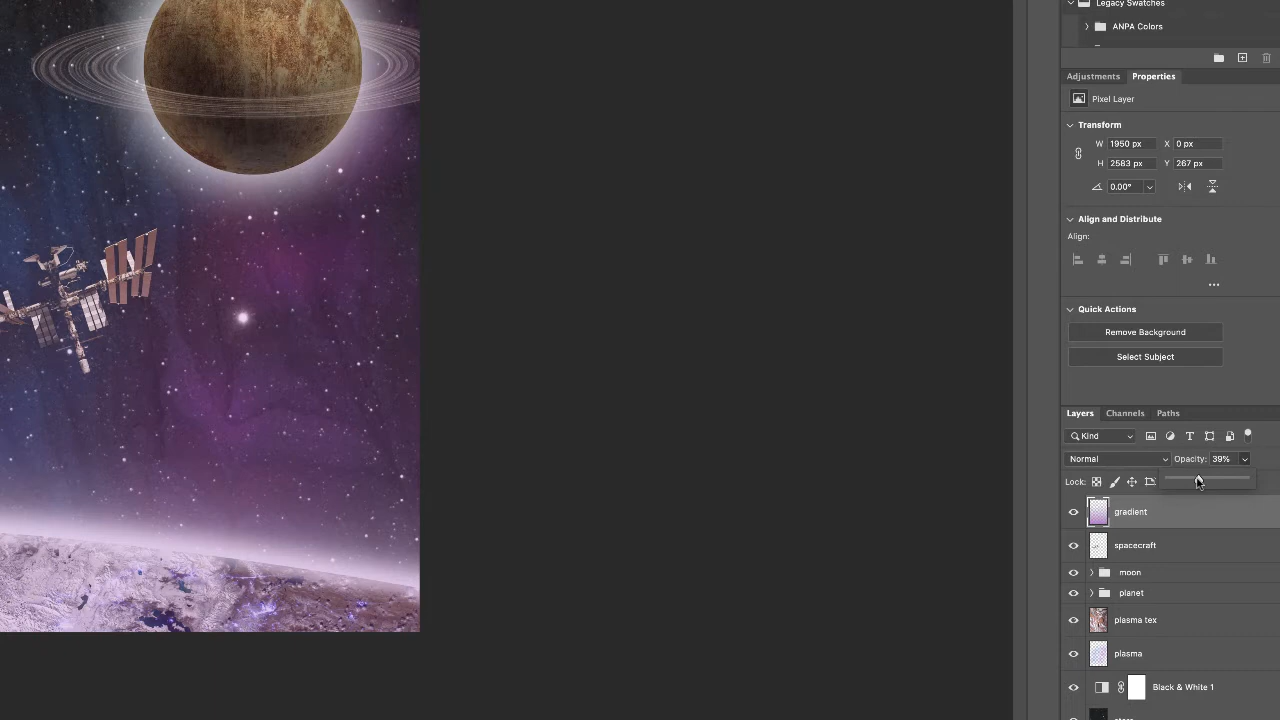 Legacy Swatches
ANPA Colors
Adjustments Properties
Pixel Layer
Transform
W 1950 px X 0 px
H 2583 px Y 267 px
0.00°
Align and Distribute
Align:
Quick Actions
Remove Background
Select Subject
Layers Channels Paths
Kind
Normal Opacity: 39%
Lock:
gradient
spacecraft
moon
planet
plasma tex
plasma
Black & White 1